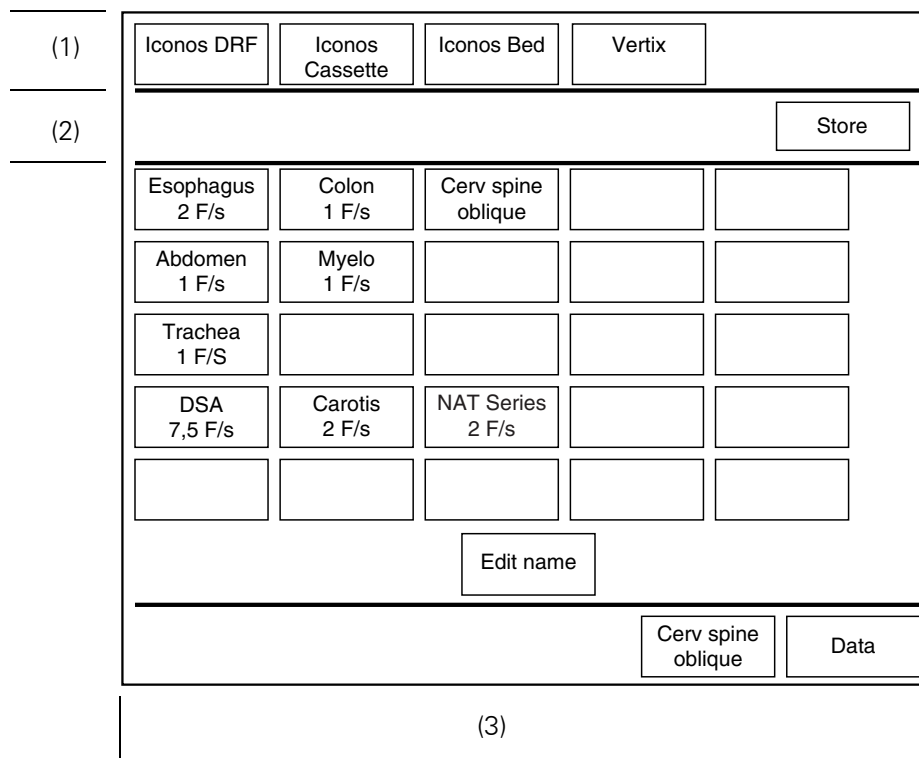 (1)
Iconos DRF
Iconos
Cassette
Iconos Bed
Vertix
(2)
Store
Esophagus
2 F/s
Colon
1 F/s
Cerv spine
oblique
Abdomen
1 F/s
Myelo
1 F/s
Trachea
1 F/S
DSA
7,5 F/s
Carotis
2 F/s
NAT Series
2 F/s
Edit name
Cerv spine
oblique
Data
(3)